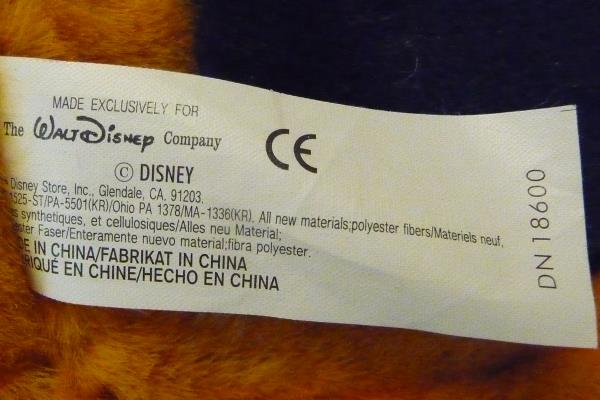 MADE EXCLUSIVELY FOR
The Walt Disney Company
CE
© DISNEY
Disney Store, Inc., Glendale, CA. 91203.
1525-ST/PA-5501(KR)/Ohio PA 1378/MA-1336(KR). All new materials;polyester fibers/Materiels neuf,
synthetiques, et cellulosiques/Alles neu Material;
Faser/Enteramente nuevo material;fibra polyester.
IN CHINA/FABRIKAT IN CHINA
EN CHINE/HECHO EN CHINA
DN 18600